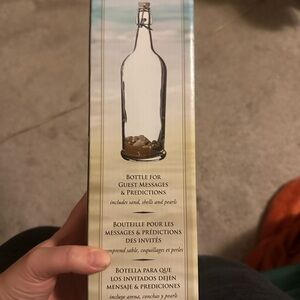 BOTTLE FOR
GUEST MESSAGES
& PREDICTIONS
includes sand, shells and pearls
BOUTEILLE POUR LES
MESSAGES & PRÉDICTIONS
DES INVITÉS
comprend sable, coquillages et perles
BOTELLA PARA QUE
LOS INVITADOS DEJEN
MENSAJE & PREDICIONES
incluye arena, conchas y pearls